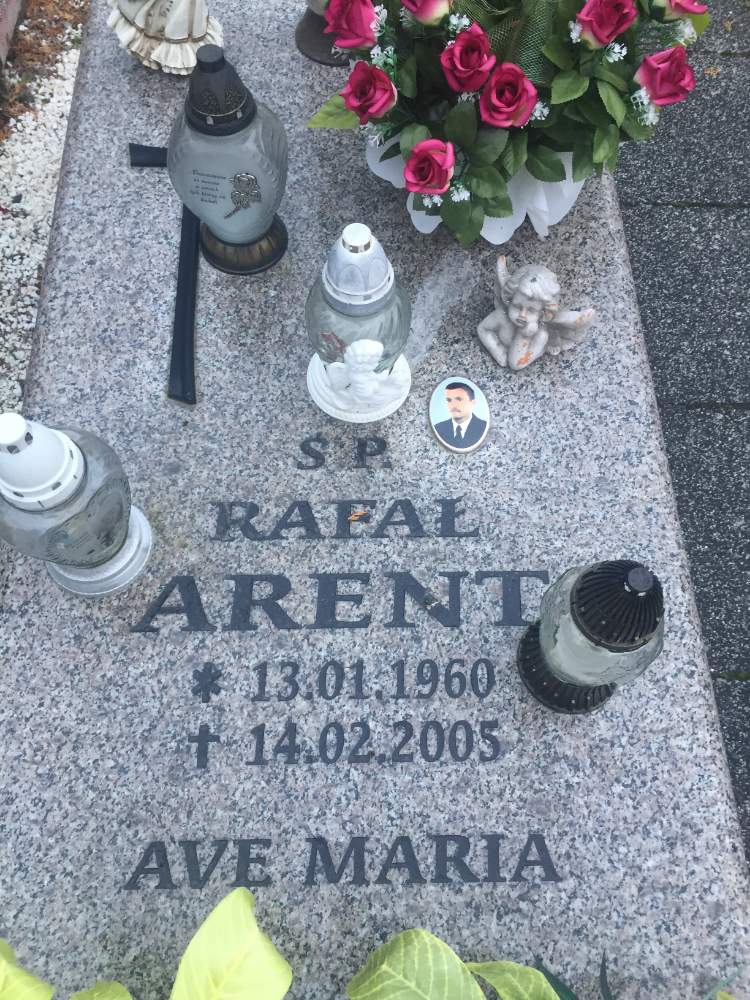 S.P.
RAFAŁ
ARENT
* 13.01.1960
† 14.02.2005
AVE MARIA